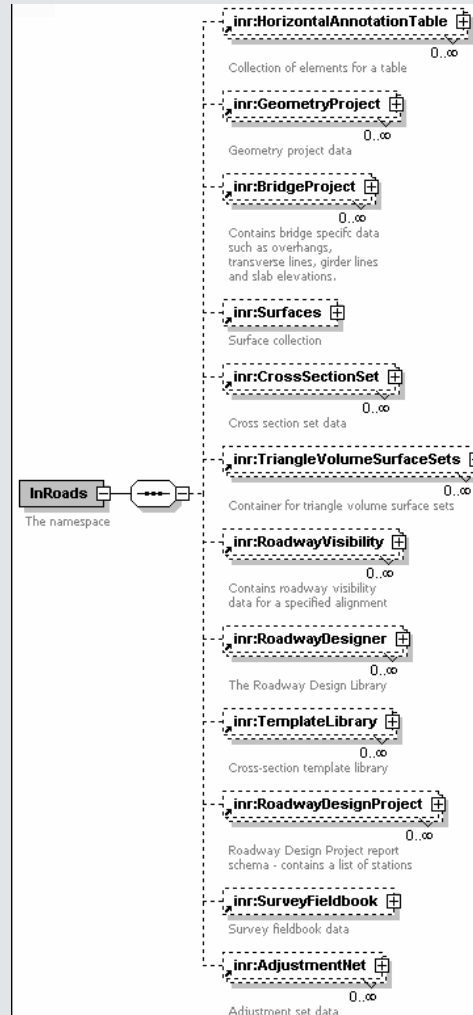 inr:HorizontalAnnotationTable
0..∞
Collection of elements for a table
inr:GeometryProject
0..∞
Geometry project data
inr:BridgeProject
0..∞
Contains bridge specifc data
such as overhangs,
transverse lines, girder lines
and slab elevations.
inr:Surfaces
Surface collection
inr:CrossSectionSet
0..∞
Cross section set data
inr:TriangleVolumeSurfaceSets
0..∞
Container for triangle volume surface sets
InRoads
The namespace
inr:RoadwayVisibility
0..∞
Contains roadway visibility
data for a specified alignment
inr:RoadwayDesigner
0..∞
The Roadway Design Library
inr:TemplateLibrary
0..∞
Cross-section template library
inr:RoadwayDesignProject
0..∞
Roadway Design Project report
schema - contains a list of stations
inr:SurveyFieldbook
Survey fieldbook data
inr:AdjustmentNet
0..∞
Adjustment set data